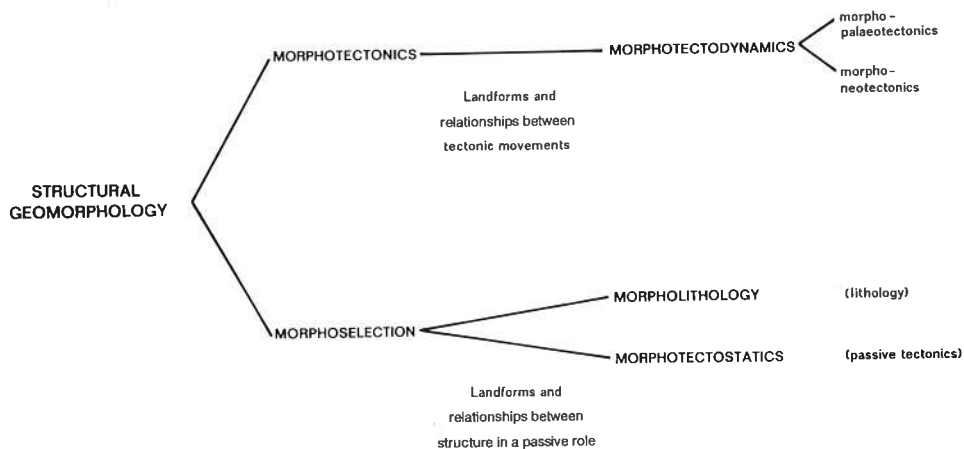 morpho-
palaeotectonics
MORPHOTECTONICS
MORPHOTECTODYNAMICS
morpho-
neotectonics
Landforms and
relationships between
tectonic movements
STRUCTURAL
GEOMORPHOLOGY
MORPHOLITHOLOGY
(lithology)
MORPHOSELECTION
MORPHOTECTOSTATICS
(passive tectonics)
Landforms and
relationships between
structure in a passive role